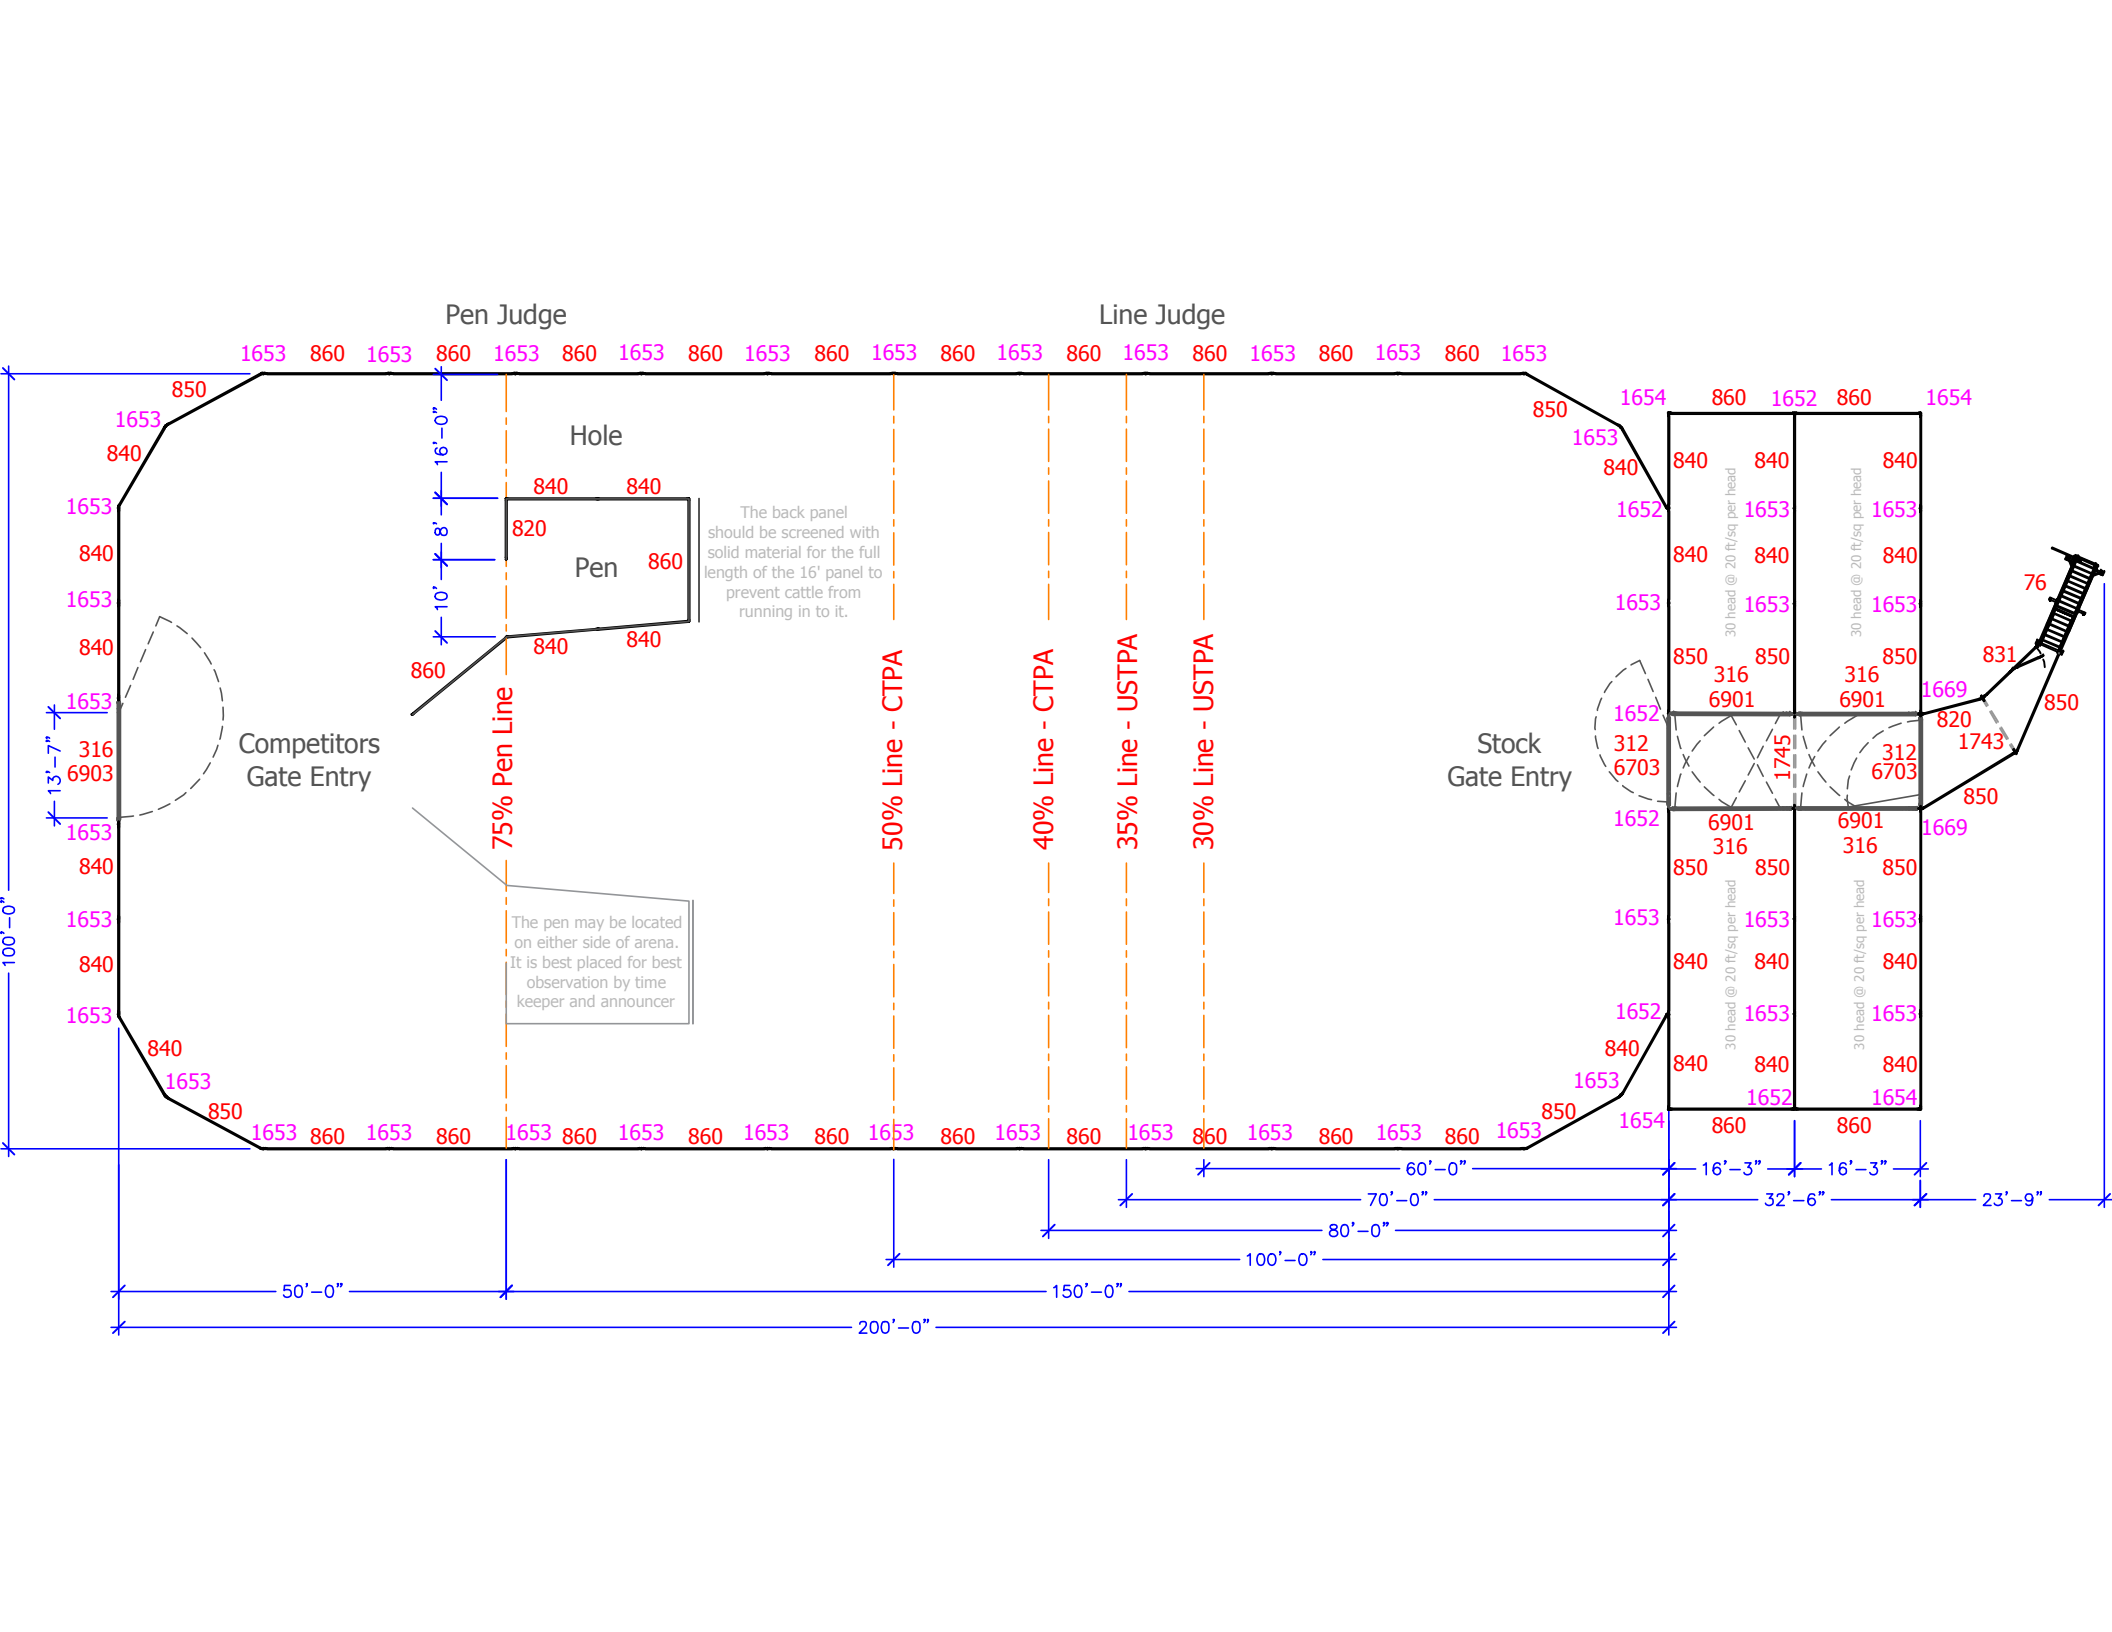 Pen Judge
Line Judge
1653 860 1653 860 1653 860 1653 860 1653 860 1653 860 1653 860 1653 860 1653 860 1653 860 1653
850
1653
840
1653
840
1653
840
1653
316
6903
1653
840
1653
840
1653
840
1653
850
100'-0"
13'-7"
16'-0"
8'
10'
Hole
840 840
820
Pen
860
840 840
860
The back panel
should be screened with
solid material for the full
length of the 16' panel to
prevent cattle from
running in to it.
Competitors
Gate Entry
75% Pen Line
50% Line - CTPA
40% Line - CTPA
35% Line - USTPA
30% Line - USTPA
The pen may be located
on either side of arena.
It is best placed for best
observation by time
keeper and announcer
Stock
Gate Entry
850
1653
840
1652
1653
1652
312
6703
1652
1653
1652
840
1653
850
1654
1654 860 1652 860 1654
840 840 840
1653 1653
840 840 840
1653 1653
850 850 850
30 head @ 20 ft/sq per head
30 head @ 20 ft/sq per head
316 316
6901 6901
1745
312
6703
6901 6901
316 316
850 850 850
1653 1653
840 840 840
1653 1653
840 840 840
1652 1654
860 860
30 head @ 20 ft/sq per head
30 head @ 20 ft/sq per head
1669
820
1743
831
76
850
850
1669
1653 860 1653 860 1653 860 1653 860 1653 860 1653 860 1653 860 1653 860 1653 860 1653 860 1653
60'-0" 16'-3" 16'-3"
70'-0" 32'-6" 23'-9"
80'-0"
100'-0"
50'-0" 150'-0"
200'-0"